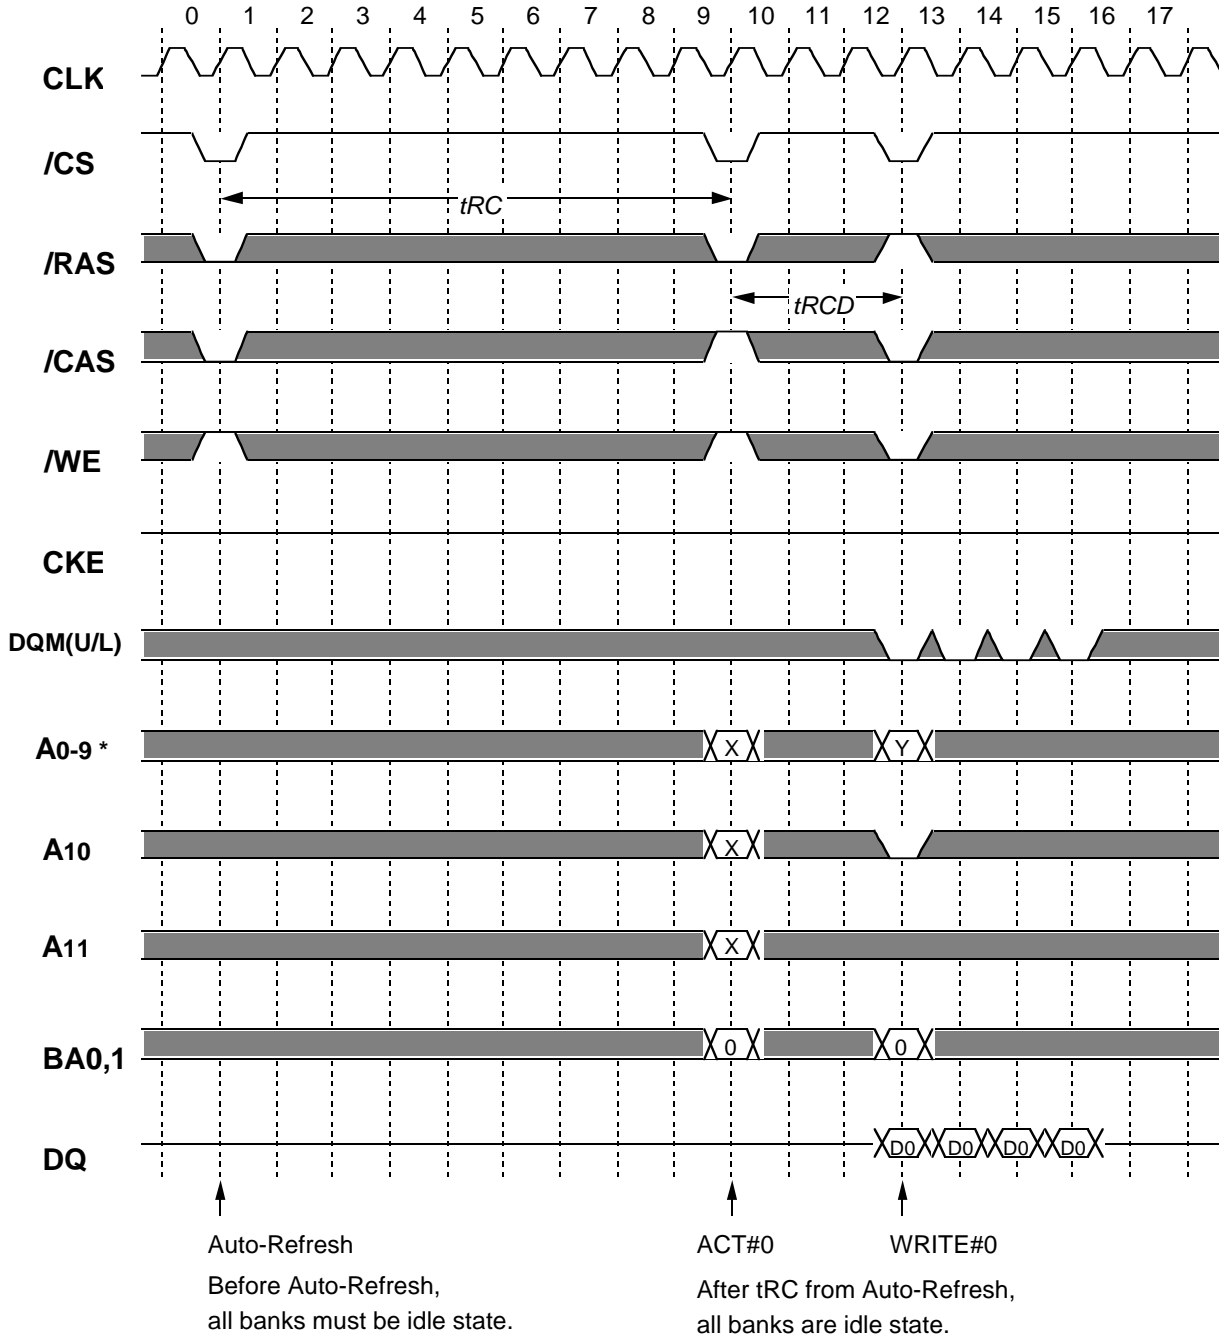 0 1 2 3 4 5 6 7 8 9 10 11 12 13 14 15 16 17
CLK
/CS
tRC
/RAS
tRCD
/CAS
/WE
CKE
DQM(U/L)
A0-9 * X Y
A10 X
A11 X
BA0,1 0 0
DQ D0 D0 D0 D0
Auto-Refresh ACT#0 WRITE#0
Before Auto-Refresh,
all banks must be idle state.
After tRC from Auto-Refresh,
all banks are idle state.